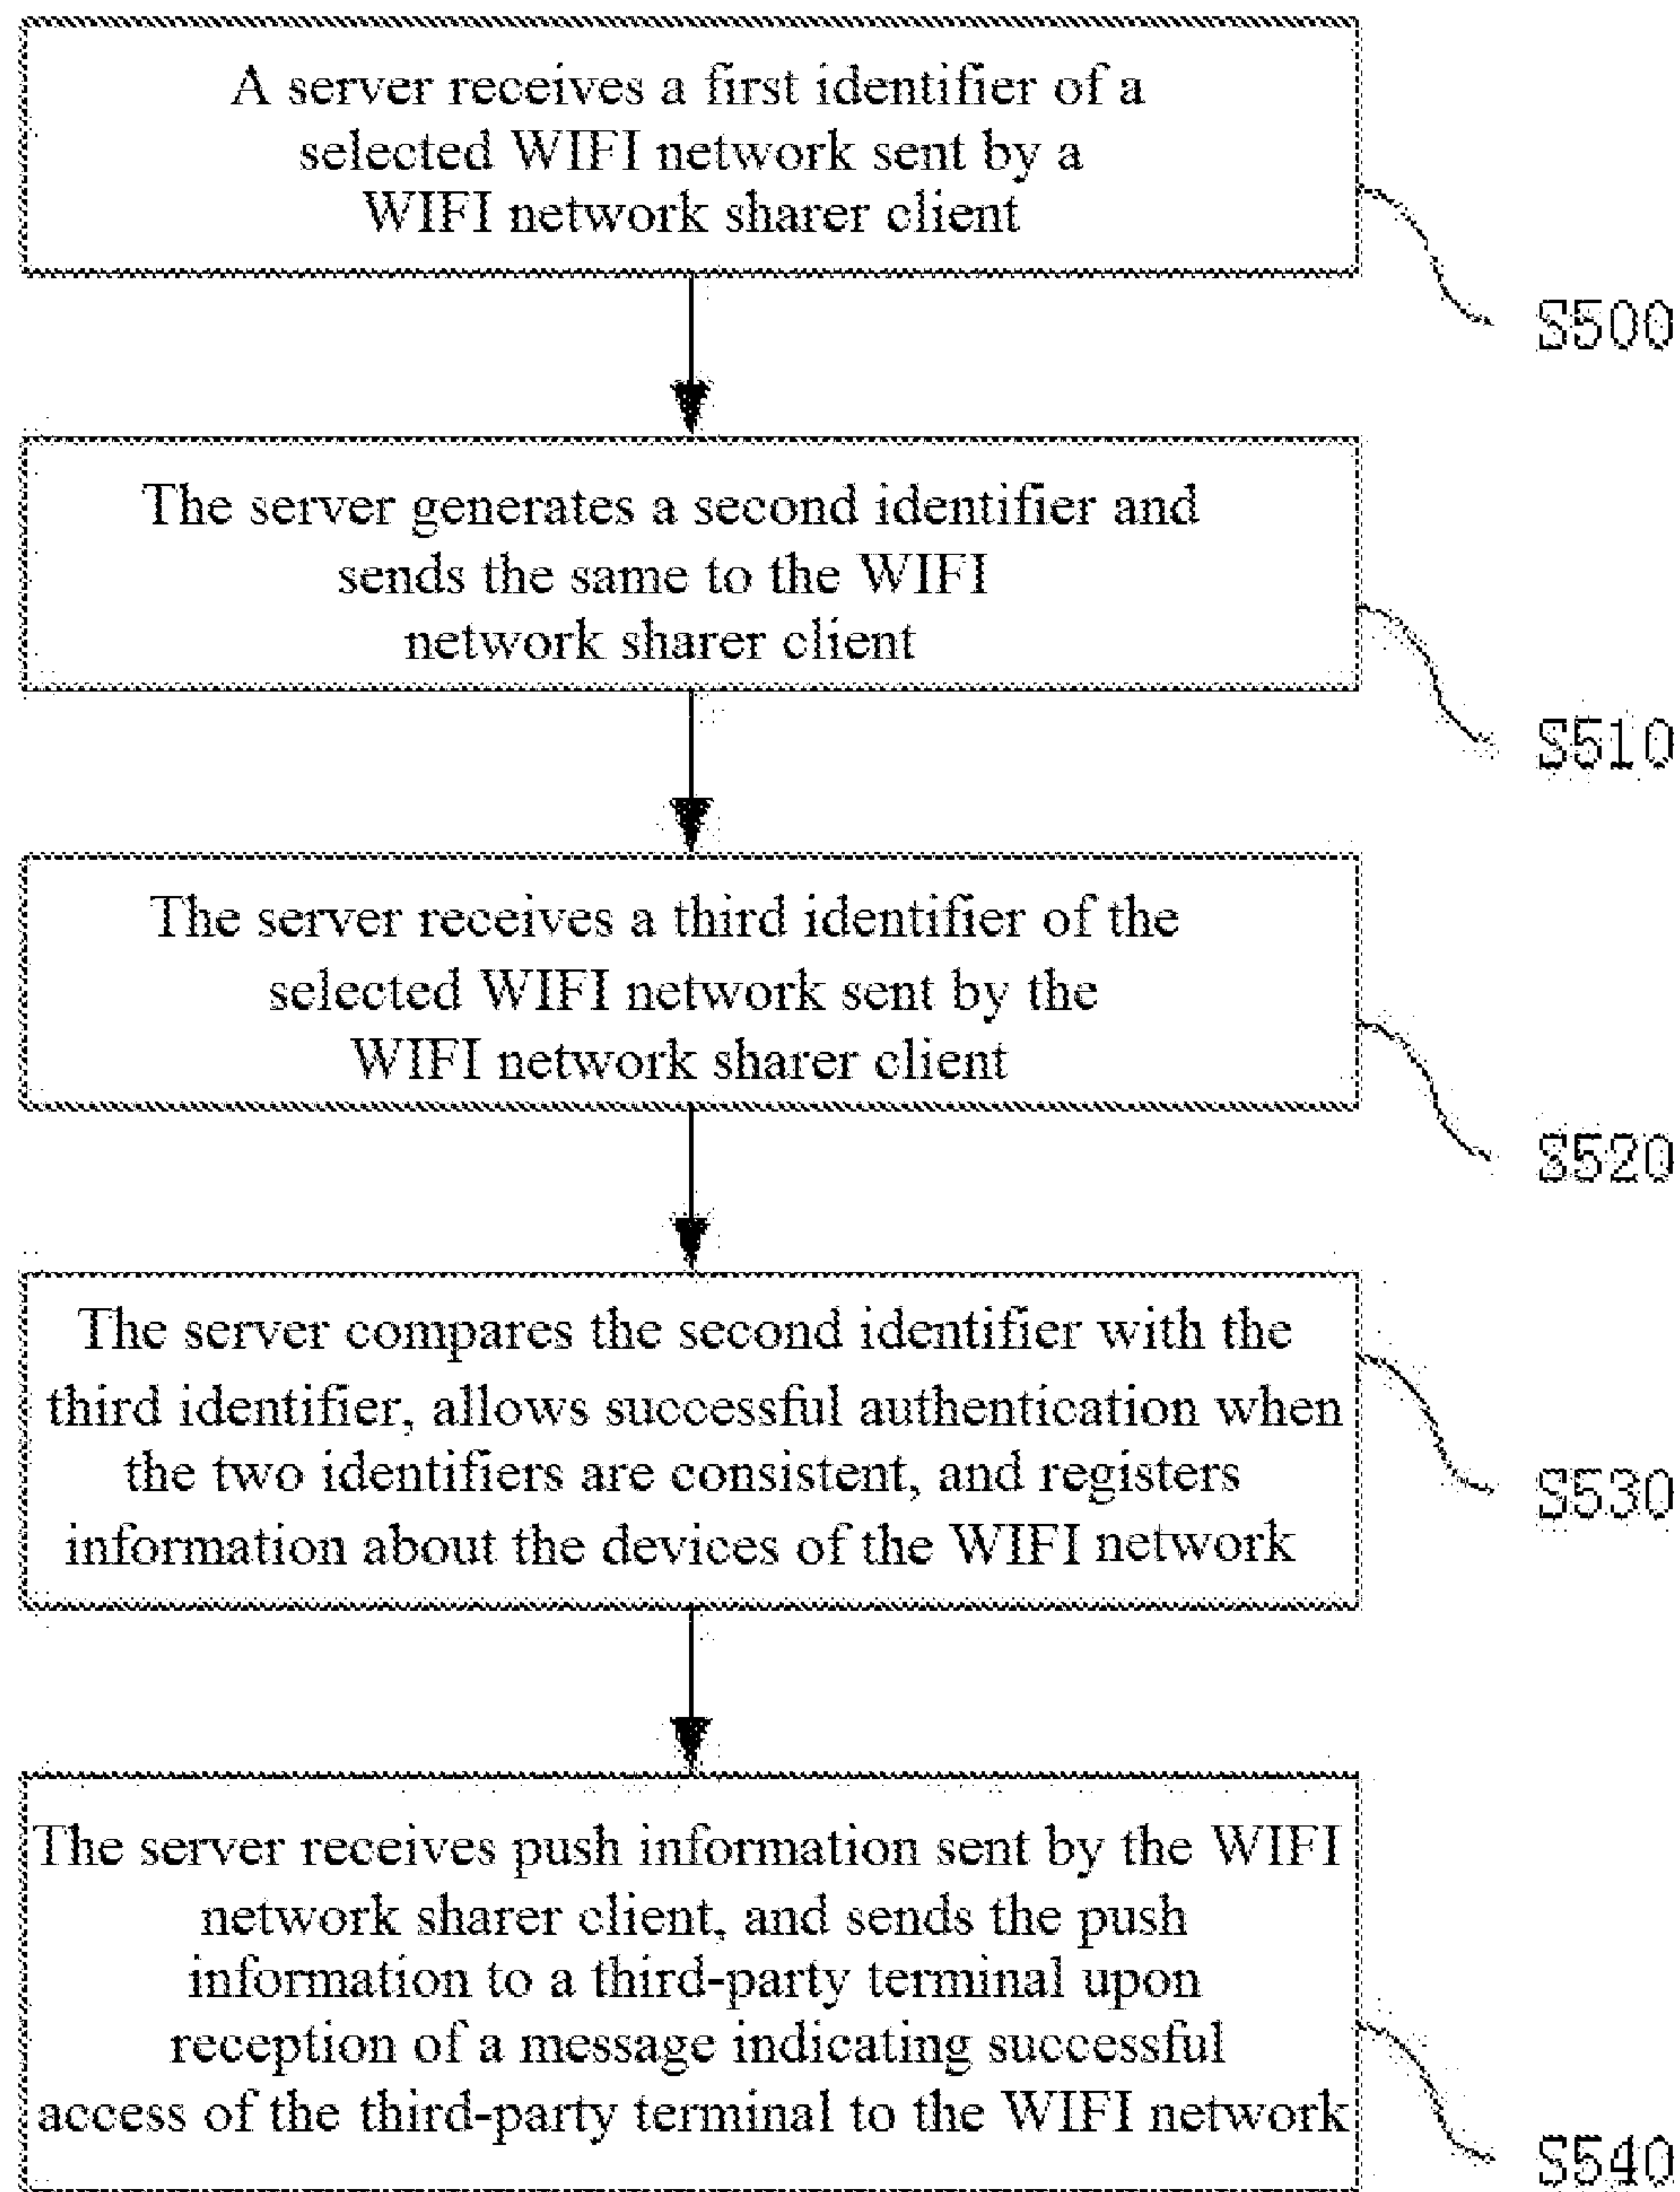 A server receives a first identifier of a
selected WIFI network sent by a
WIFI network sharer client
S500
The server generates a second identifier and
sends the same to the WIFI
network sharer client
S510
The server receives a third identifier of the
selected WIFI network sent by the
WIFI network sharer client
S520
The server compares the second identifier with the
third identifier, allows successful authentication when
the two identifiers are consistent, and registers
information about the devices of the WIFI network
S530
The server receives push information sent by the WIFI
network sharer client, and sends the push
information to a third-party terminal upon
reception of a message indicating successful
access of the third-party terminal to the WIFI network
S540